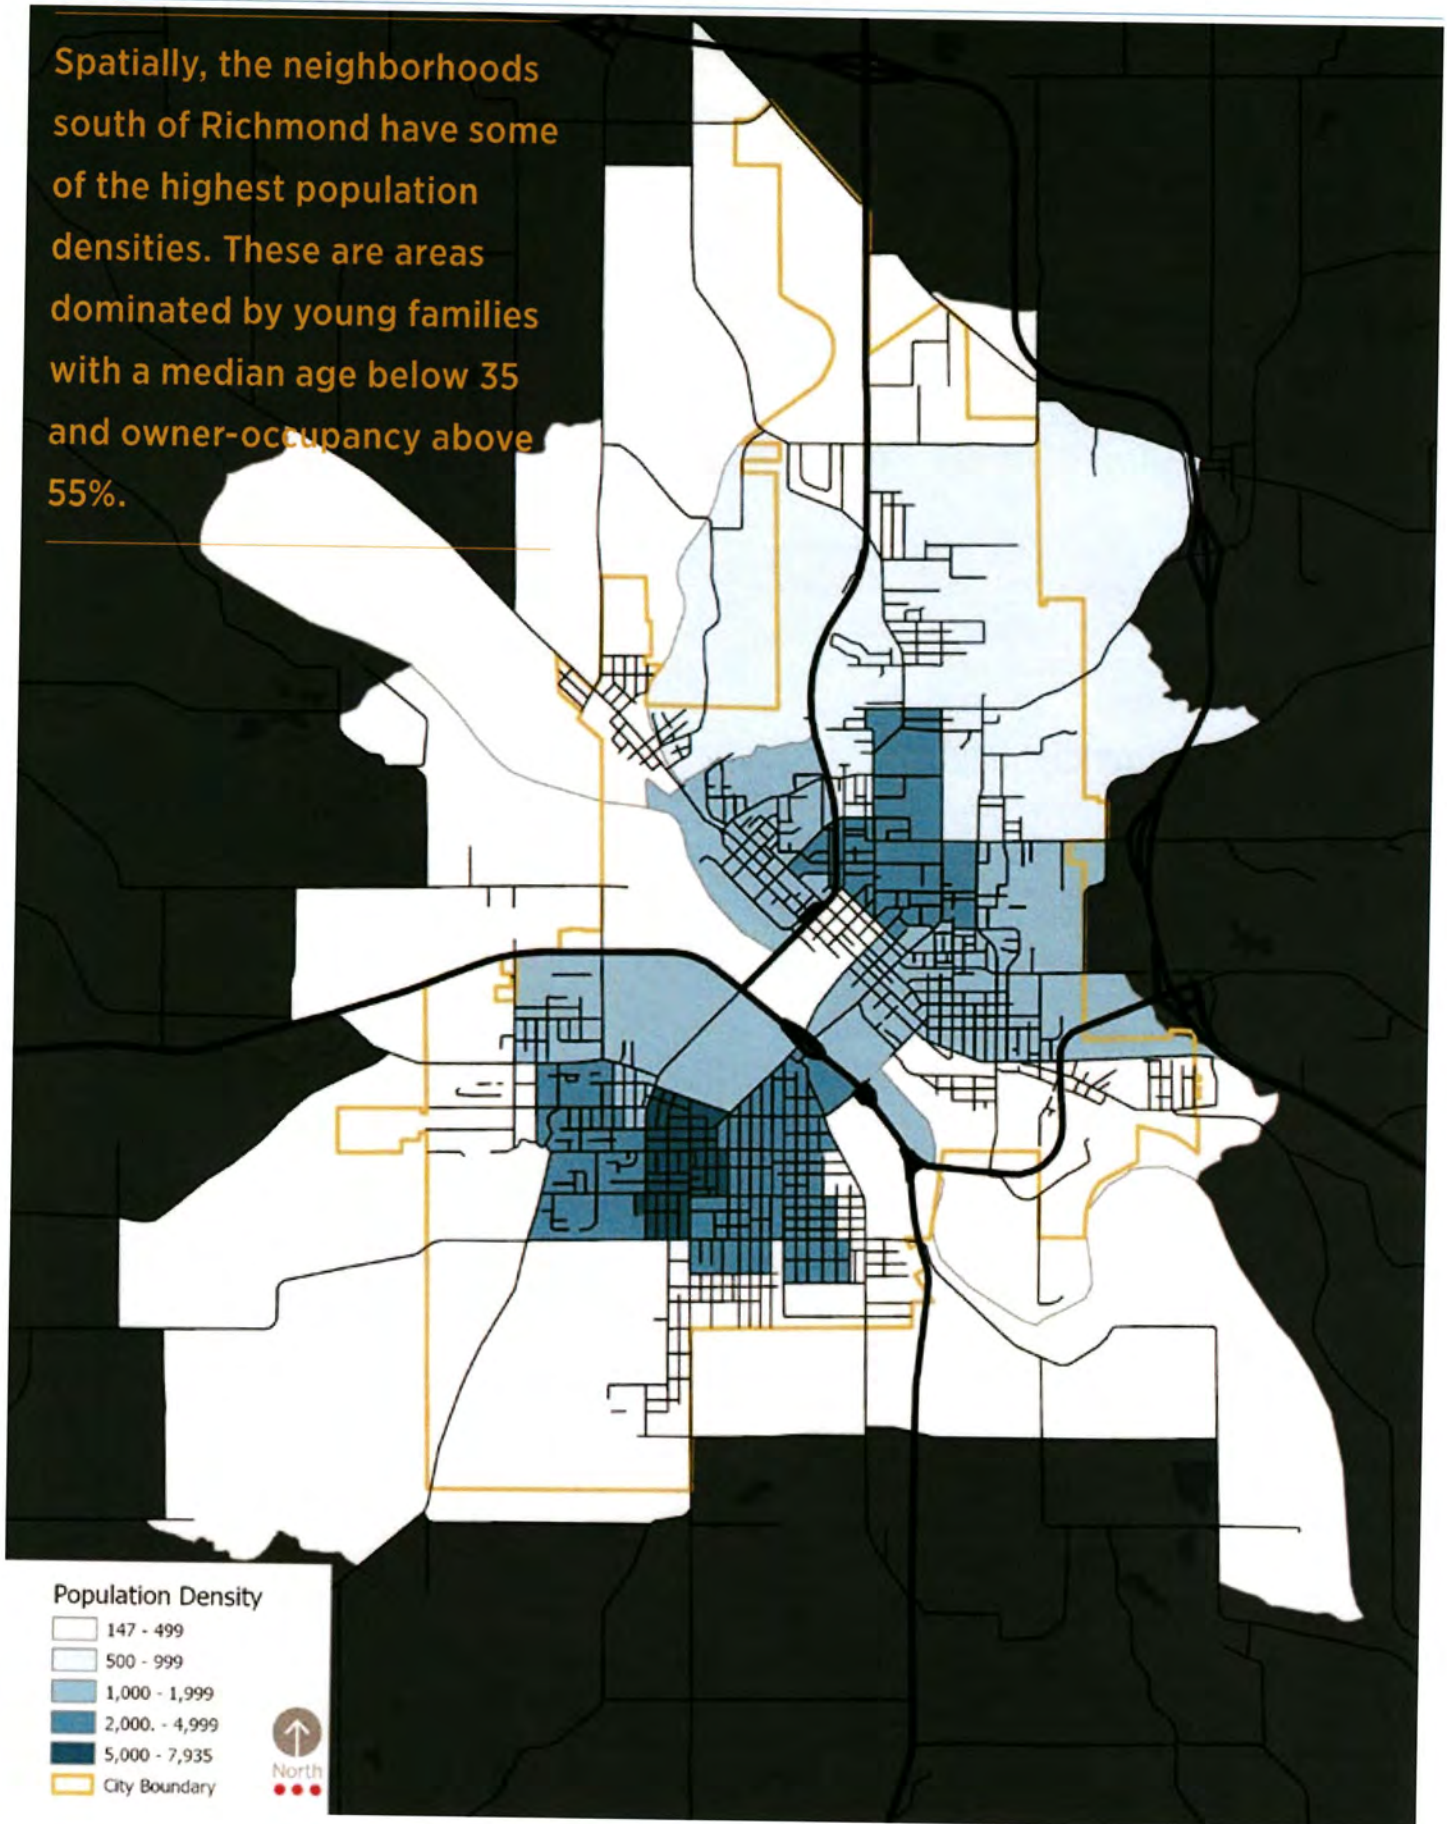 Spatially, the neighborhoods
south of Richmond have some
of the highest population
densities. These are areas
dominated by young families
with a median age below 35
and owner-occupancy above
55%.
Population Density
147 - 499
500 - 999
1,000 - 1,999
2,000. - 4,999
5,000 - 7,935
City Boundary
North